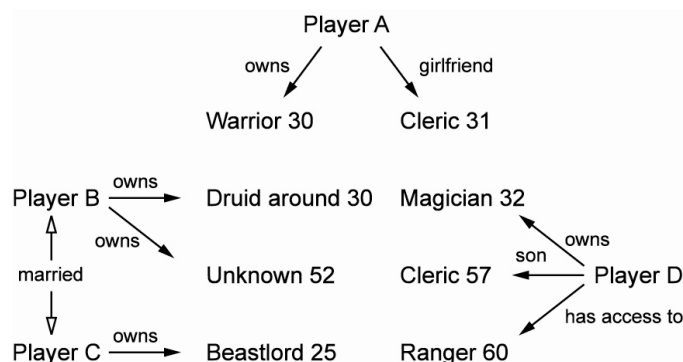 Player A
owns girlfriend
Warrior 30 Cleric 31
owns
Player B Druid around 30 Magician 32
owns owns
son
married Unknown 52 Cleric 57 Player D
has access to
owns
Player C Beastlord 25 Ranger 60